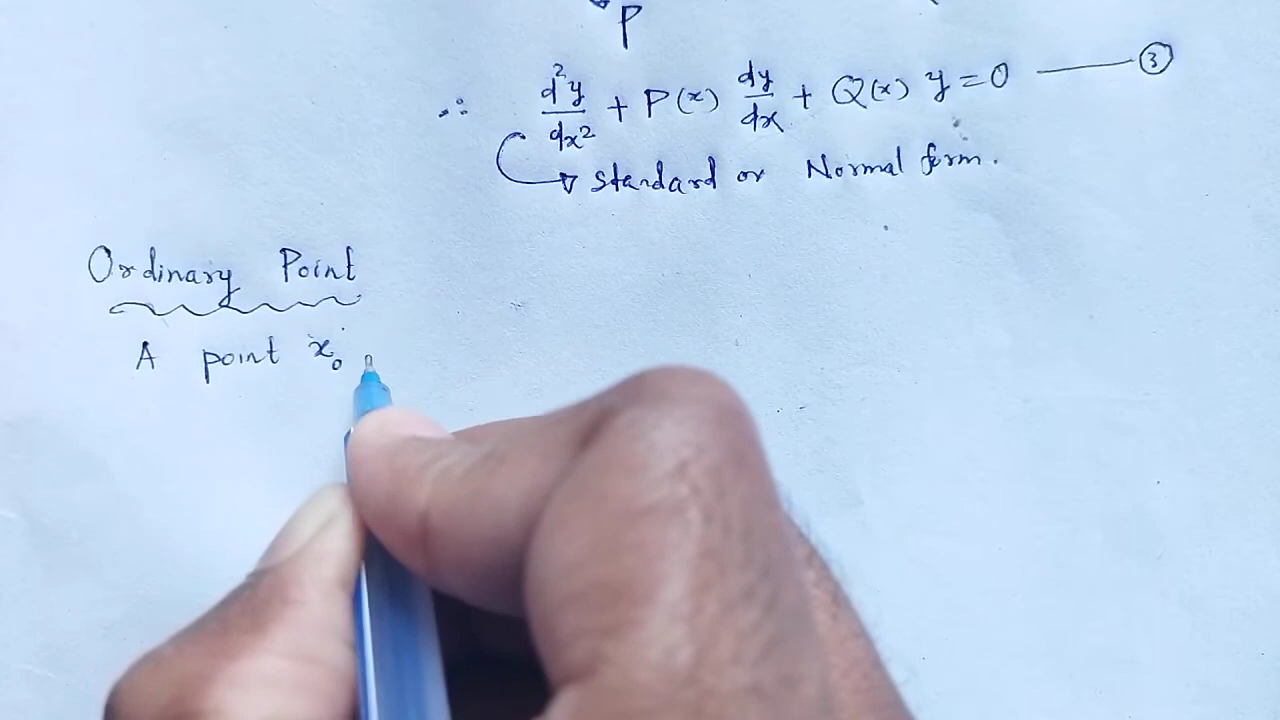 P
∴ d²y/dx² + P(x) dy/dx + Q(x) y = 0 —— ③
standard or Normal form.
Ordinary Point
A point x₀